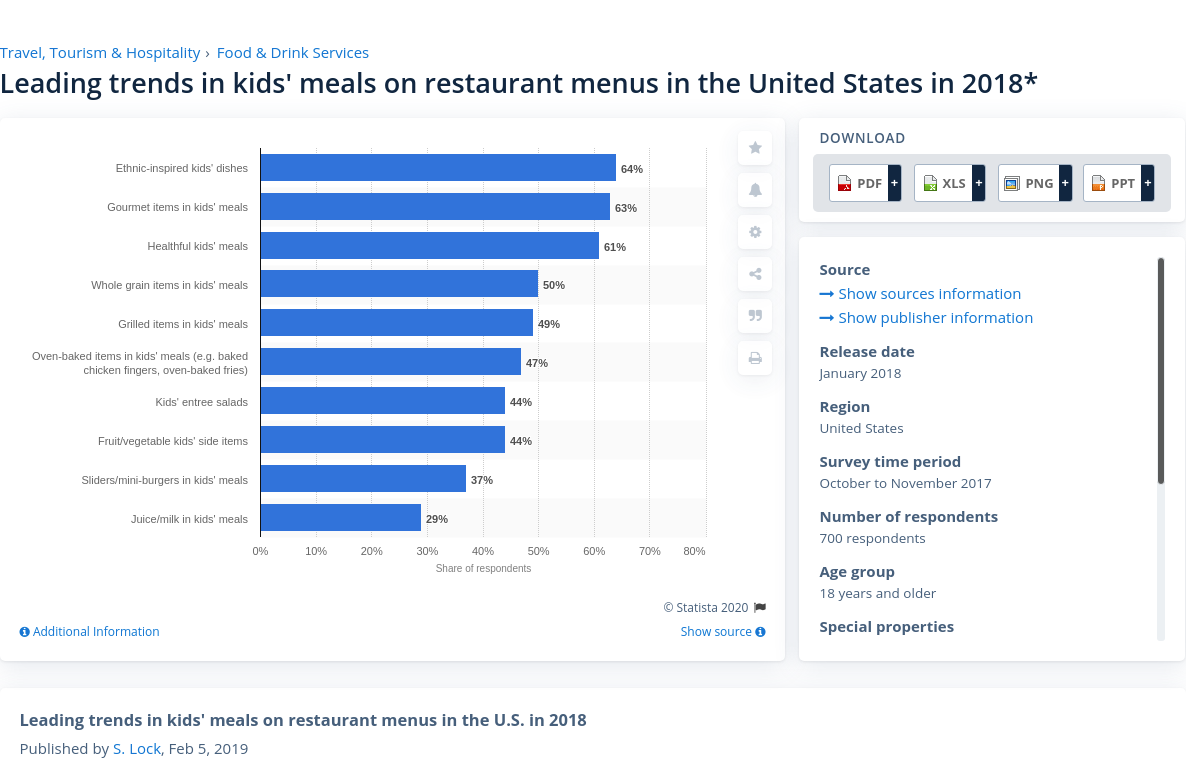 Travel, Tourism & Hospitality › Food & Drink Services
Leading trends in kids' meals on restaurant menus in the United States in 2018*
Ethnic-inspired kids' dishes 64%
Gourmet items in kids' meals 63%
Healthful kids' meals 61%
Whole grain items in kids' meals 50%
Grilled items in kids' meals 49%
Oven-baked items in kids' meals (e.g. baked
chicken fingers, oven-baked fries) 47%
Kids' entree salads 44%
Fruit/vegetable kids' side items 44%
Sliders/mini-burgers in kids' meals 37%
Juice/milk in kids' meals 29%
0% 10% 20% 30% 40% 50% 60% 70% 80%
Share of respondents
© Statista 2020
Additional Information
Show source
DOWNLOAD
PDF + XLS + PNG + PPT +
Source
Show sources information
Show publisher information
Release date
January 2018
Region
United States
Survey time period
October to November 2017
Number of respondents
700 respondents
Age group
18 years and older
Special properties
Leading trends in kids' meals on restaurant menus in the U.S. in 2018
Published by S. Lock, Feb 5, 2019